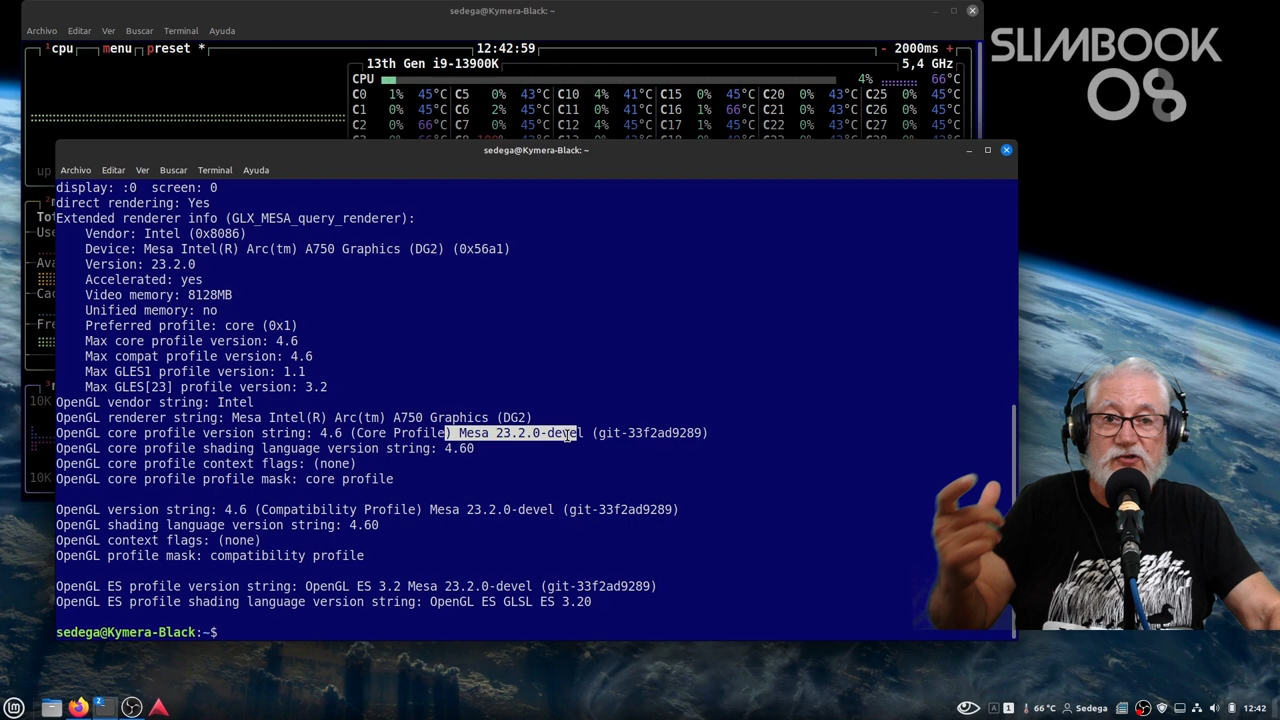 sedega@Kymera-Black: ~
Archivo Editar Ver Buscar Terminal Ayuda
¹cpu menu preset * 12:42:59 - 2000ms +
13th Gen i9-13900K 5,4 GHz
CPU 4% 66°C
C0 1% 45°C C5 0% 43°C C10 4% 41°C C15 0% 45°C C20 0% 43°C C25 0% 45°C
C1 0% 45°C C6 2% 43°C C11 0% 45°C C16 1% 66°C C21 0% 43°C C26 0% 45°C
C2 0% 66°C C7 0% 43°C C12 4% 45°C C17 1% 45°C C22 0% 43°C C27 0% 45°C
SLIMBOOK
OS
up
Tot
Use
Ava
Cac
Fre
10K
10K
sedega@Kymera-Black: ~
Archivo Editar Ver Buscar Terminal Ayuda
display: :0 screen: 0
direct rendering: Yes
Extended renderer info (GLX_MESA_query_renderer):
Vendor: Intel (0x8086)
Device: Mesa Intel(R) Arc(tm) A750 Graphics (DG2) (0x56a1)
Version: 23.2.0
Accelerated: yes
Video memory: 8128MB
Unified memory: no
Preferred profile: core (0x1)
Max core profile version: 4.6
Max compat profile version: 4.6
Max GLES1 profile version: 1.1
Max GLES[23] profile version: 3.2
OpenGL vendor string: Intel
OpenGL renderer string: Mesa Intel(R) Arc(tm) A750 Graphics (DG2)
OpenGL core profile version string: 4.6 (Core Profile) Mesa 23.2.0-devel (git-33f2ad9289)
OpenGL core profile shading language version string: 4.60
OpenGL core profile context flags: (none)
OpenGL core profile profile mask: core profile
OpenGL version string: 4.6 (Compatibility Profile) Mesa 23.2.0-devel (git-33f2ad9289)
OpenGL shading language version string: 4.60
OpenGL context flags: (none)
OpenGL profile mask: compatibility profile
OpenGL ES profile version string: OpenGL ES 3.2 Mesa 23.2.0-devel (git-33f2ad9289)
OpenGL ES profile shading language version string: OpenGL ES GLSL ES 3.20
sedega@Kymera-Black:~$
2 A 1 66 °C Sedega 12:42